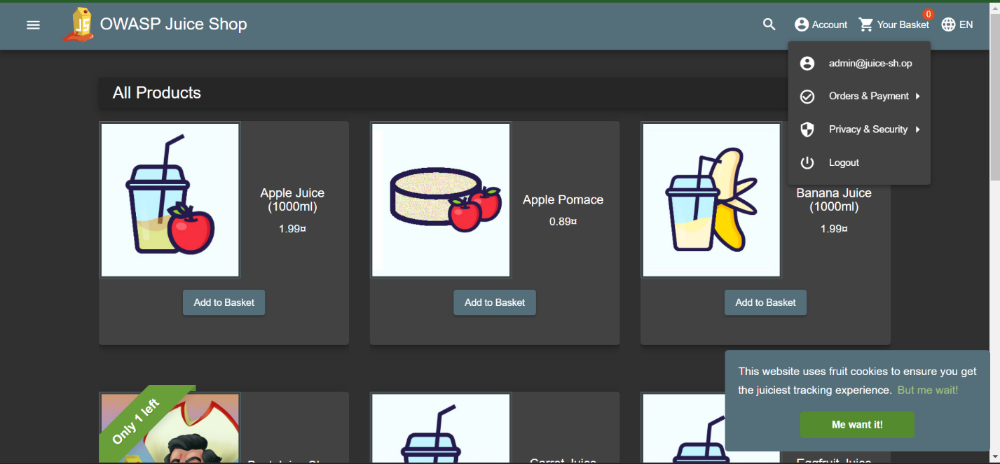 OWASP Juice Shop
Account
0
Your Basket
EN
admin@juice-sh.op
Orders & Payment
Privacy & Security
Logout
All Products
Apple Juice
(1000ml)
1.99¤
Add to Basket
Apple Pomace
0.89¤
Add to Basket
Banana Juice
(1000ml)
1.99¤
Add to Basket
Only 1 left
Carrot Juice
Eggfruit Juice
This website uses fruit cookies to ensure you get
the juiciest tracking experience. But me wait!
Me want it!